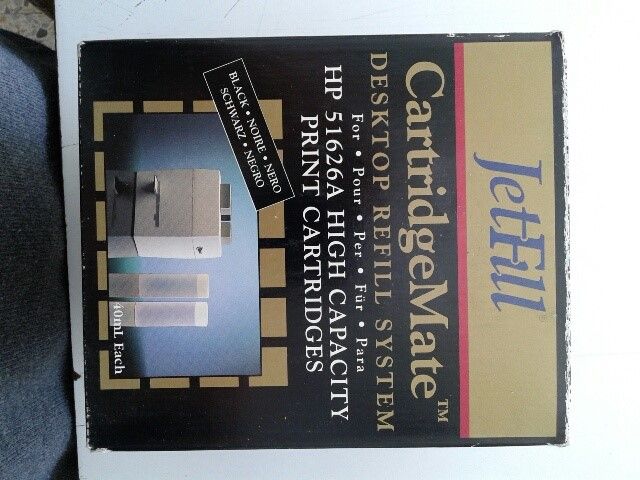 JetFill®
CartridgeMate™
DESKTOP REFILL SYSTEM
For • Pour • Per • Für • Para
HP 51626A HIGH CAPACITY
PRINT CARTRIDGES
BLACK • NOIRE • NERO
SCHWARZ • NEGRO
40mL Each